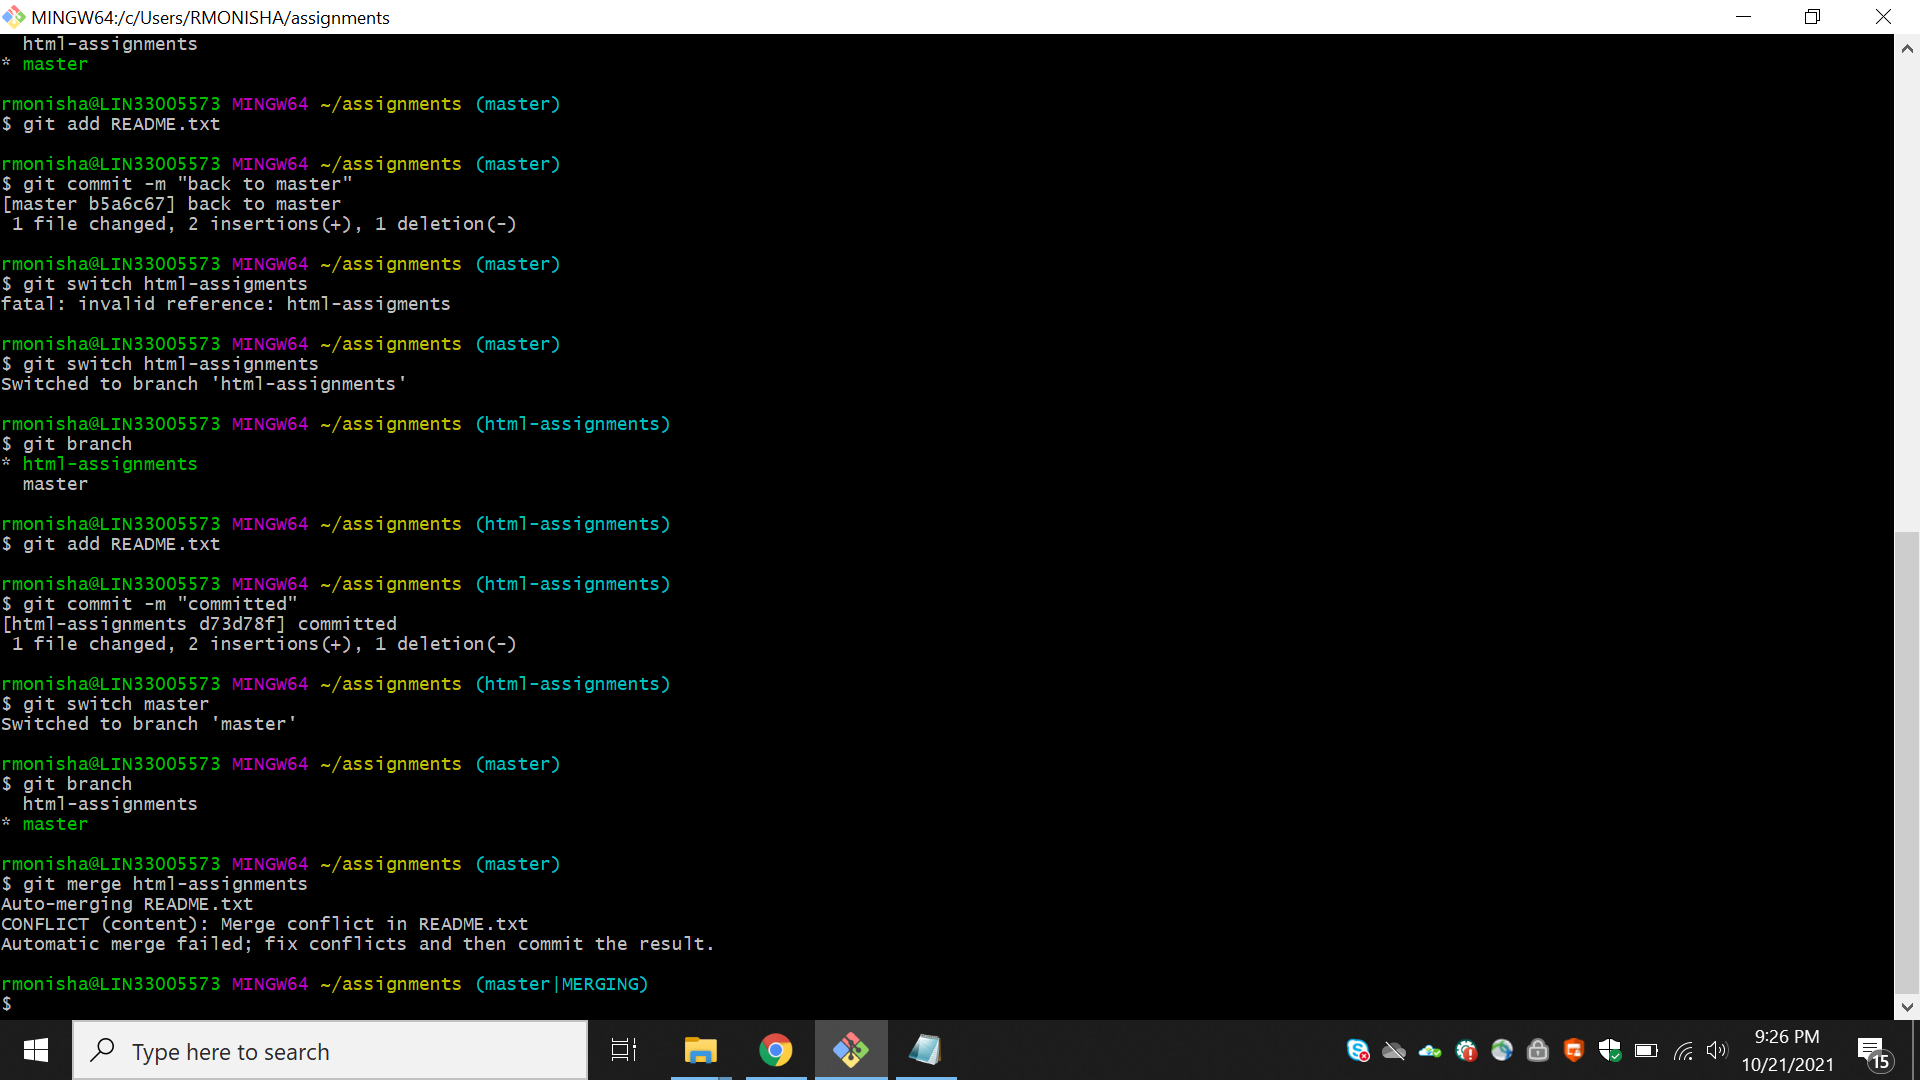 MINGW64:/c/Users/RMONISHA/assignments
  html-assignments
* master
rmonisha@LIN33005573 MINGW64 ~/assignments (master)
$ git add README.txt
rmonisha@LIN33005573 MINGW64 ~/assignments (master)
$ git commit -m "back to master"
[master b5a6c67] back to master
 1 file changed, 2 insertions(+), 1 deletion(-)
rmonisha@LIN33005573 MINGW64 ~/assignments (master)
$ git switch html-assigments
fatal: invalid reference: html-assigments
rmonisha@LIN33005573 MINGW64 ~/assignments (master)
$ git switch html-assignments
Switched to branch 'html-assignments'
rmonisha@LIN33005573 MINGW64 ~/assignments (html-assignments)
$ git branch
* html-assignments
  master
rmonisha@LIN33005573 MINGW64 ~/assignments (html-assignments)
$ git add README.txt
rmonisha@LIN33005573 MINGW64 ~/assignments (html-assignments)
$ git commit -m "committed"
[html-assignments d73d78f] committed
 1 file changed, 2 insertions(+), 1 deletion(-)
rmonisha@LIN33005573 MINGW64 ~/assignments (html-assignments)
$ git switch master
Switched to branch 'master'
rmonisha@LIN33005573 MINGW64 ~/assignments (master)
$ git branch
  html-assignments
* master
rmonisha@LIN33005573 MINGW64 ~/assignments (master)
$ git merge html-assignments
Auto-merging README.txt
CONFLICT (content): Merge conflict in README.txt
Automatic merge failed; fix conflicts and then commit the result.
rmonisha@LIN33005573 MINGW64 ~/assignments (master|MERGING)
$
Type here to search
9:26 PM
10/21/2021
15